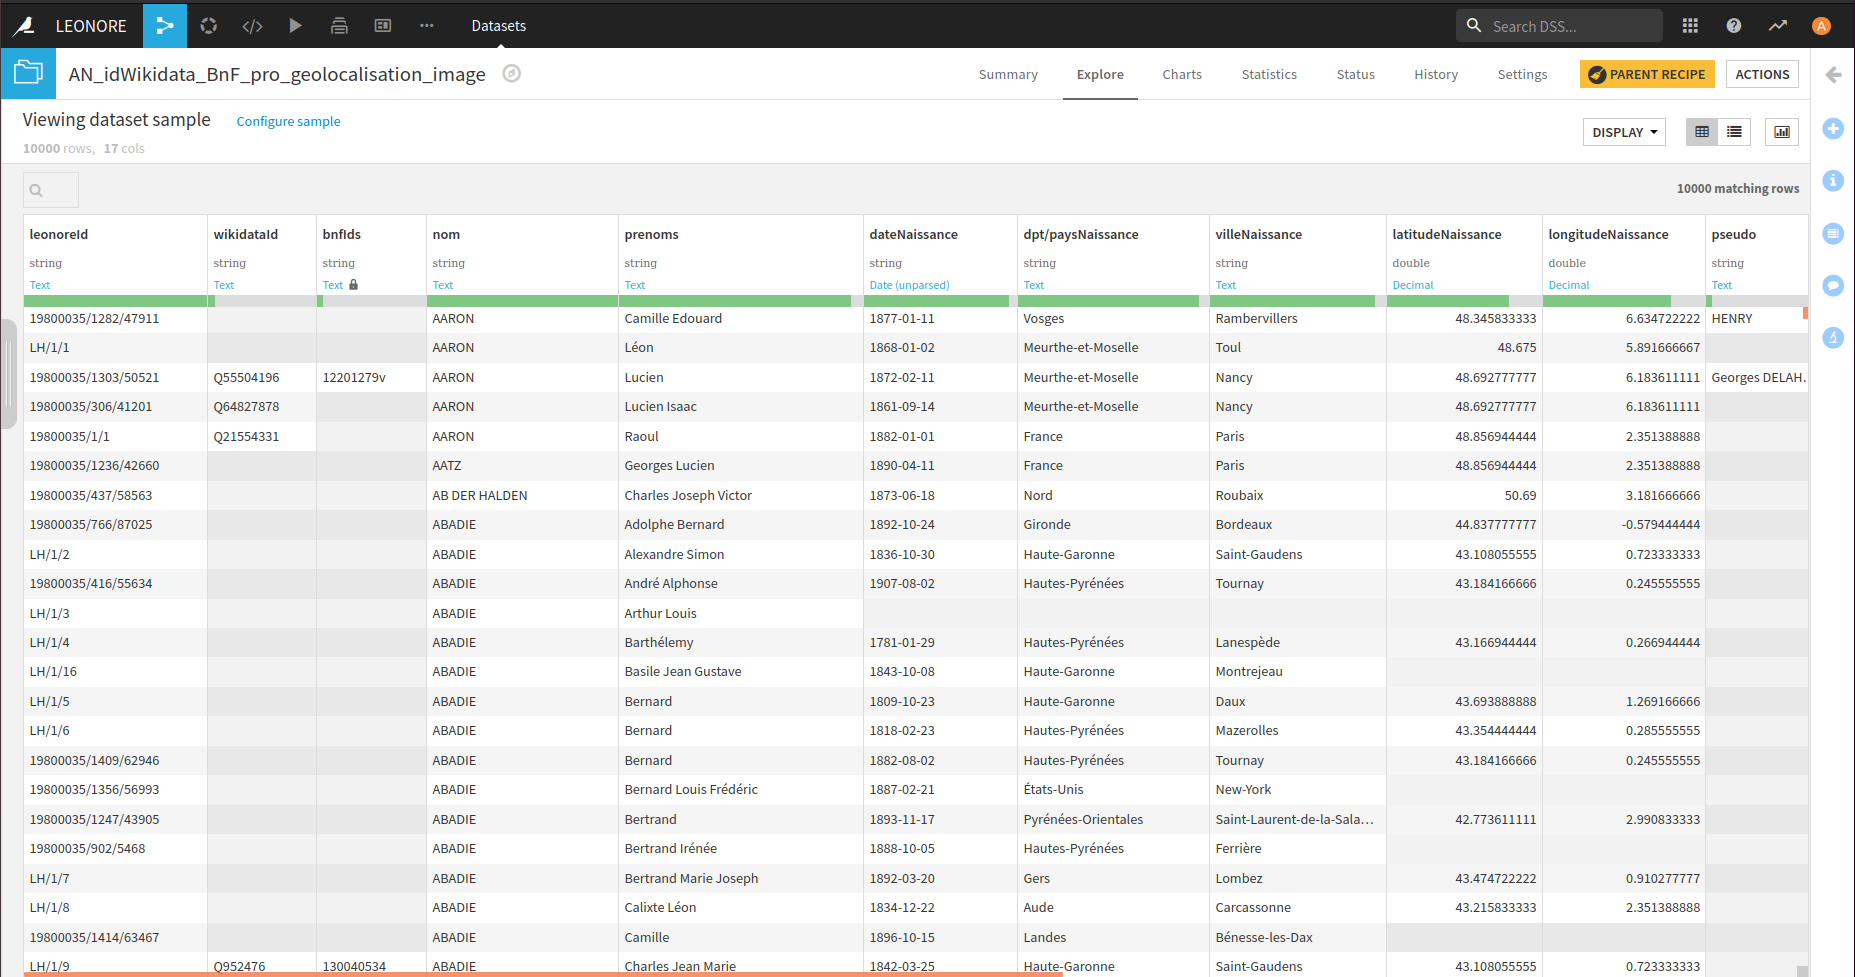 LEONORE </> Datasets Search DSS... ? A
AN_idWikidata_BnF_pro_geolocalisation_image Summary Explore Charts Statistics Status History Settings PARENT RECIPE ACTIONS
Viewing dataset sample Configure sample DISPLAY
10000 rows, 17 cols
10000 matching rows
leonoreId wikidataId bnfIds nom prenoms dateNaissance dpt/paysNaissance villeNaissance latitudeNaissance longitudeNaissance pseudo
string string string string string string string string double double string
Text Text Text Text Text Date (unparsed) Text Text Decimal Decimal Text
19800035/1282/47911 AARON Camille Edouard 1877-01-11 Vosges Rambervillers 48.345833333 6.634722222 HENRY
LH/1/1 AARON Léon 1868-01-02 Meurthe-et-Moselle Toul 48.675 5.891666667
19800035/1303/50521 Q55504196 12201279v AARON Lucien 1872-02-11 Meurthe-et-Moselle Nancy 48.692777777 6.183611111 Georges DELAH.
19800035/306/41201 Q64827878 AARON Lucien Isaac 1861-09-14 Meurthe-et-Moselle Nancy 48.692777777 6.183611111
19800035/1/1 Q21554331 AARON Raoul 1882-01-01 France Paris 48.856944444 2.351388888
19800035/1236/42660 AATZ Georges Lucien 1890-04-11 France Paris 48.856944444 2.351388888
19800035/437/58563 AB DER HALDEN Charles Joseph Victor 1873-06-18 Nord Roubaix 50.69 3.181666666
19800035/766/87025 ABADIE Adolphe Bernard 1892-10-24 Gironde Bordeaux 44.837777777 -0.579444444
LH/1/2 ABADIE Alexandre Simon 1836-10-30 Haute-Garonne Saint-Gaudens 43.108055555 0.723333333
19800035/416/55634 ABADIE André Alphonse 1907-08-02 Hautes-Pyrénées Tournay 43.184166666 0.245555555
LH/1/3 ABADIE Arthur Louis
LH/1/4 ABADIE Barthélemy 1781-01-29 Hautes-Pyrénées Lanespède 43.166944444 0.266944444
LH/1/16 ABADIE Basile Jean Gustave 1843-10-08 Haute-Garonne Montrejeau
LH/1/5 ABADIE Bernard 1809-10-23 Haute-Garonne Daux 43.693888888 1.269166666
LH/1/6 ABADIE Bernard 1818-02-23 Hautes-Pyrénées Mazerolles 43.354444444 0.285555555
19800035/1409/62946 ABADIE Bernard 1882-08-02 Hautes-Pyrénées Tournay 43.184166666 0.245555555
19800035/1356/56993 ABADIE Bernard Louis Frédéric 1887-02-21 États-Unis New-York
19800035/1247/43905 ABADIE Bertrand 1893-11-17 Pyrénées-Orientales Saint-Laurent-de-la-Sala... 42.773611111 2.990833333
19800035/902/5468 ABADIE Bertrand Irénée 1888-10-05 Hautes-Pyrénées Ferrière
LH/1/7 ABADIE Bertrand Marie Joseph 1892-03-20 Gers Lombez 43.474722222 0.910277777
LH/1/8 ABADIE Calixte Léon 1834-12-22 Aude Carcassonne 43.215833333 2.351388888
19800035/1414/63467 ABADIE Camille 1896-10-15 Landes Bénesse-les-Dax
LH/1/9 Q952476 130040534 ABADIE Charles Jean Marie 1842-03-25 Haute-Garonne Saint-Gaudens 43.108055555 0.723333333